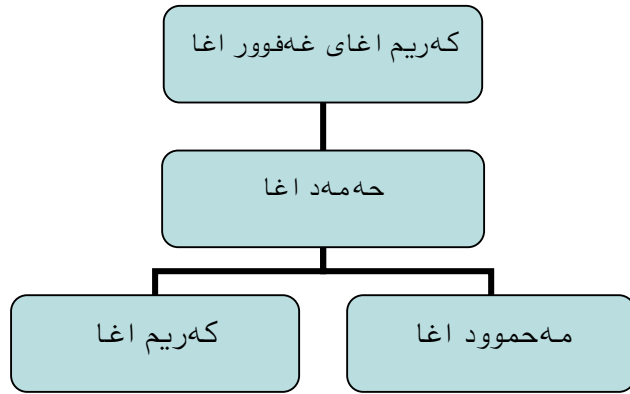 کەریم اغای غەفوور اغا
حەمەد اغا
مەحموود اغا
کەریم اغا